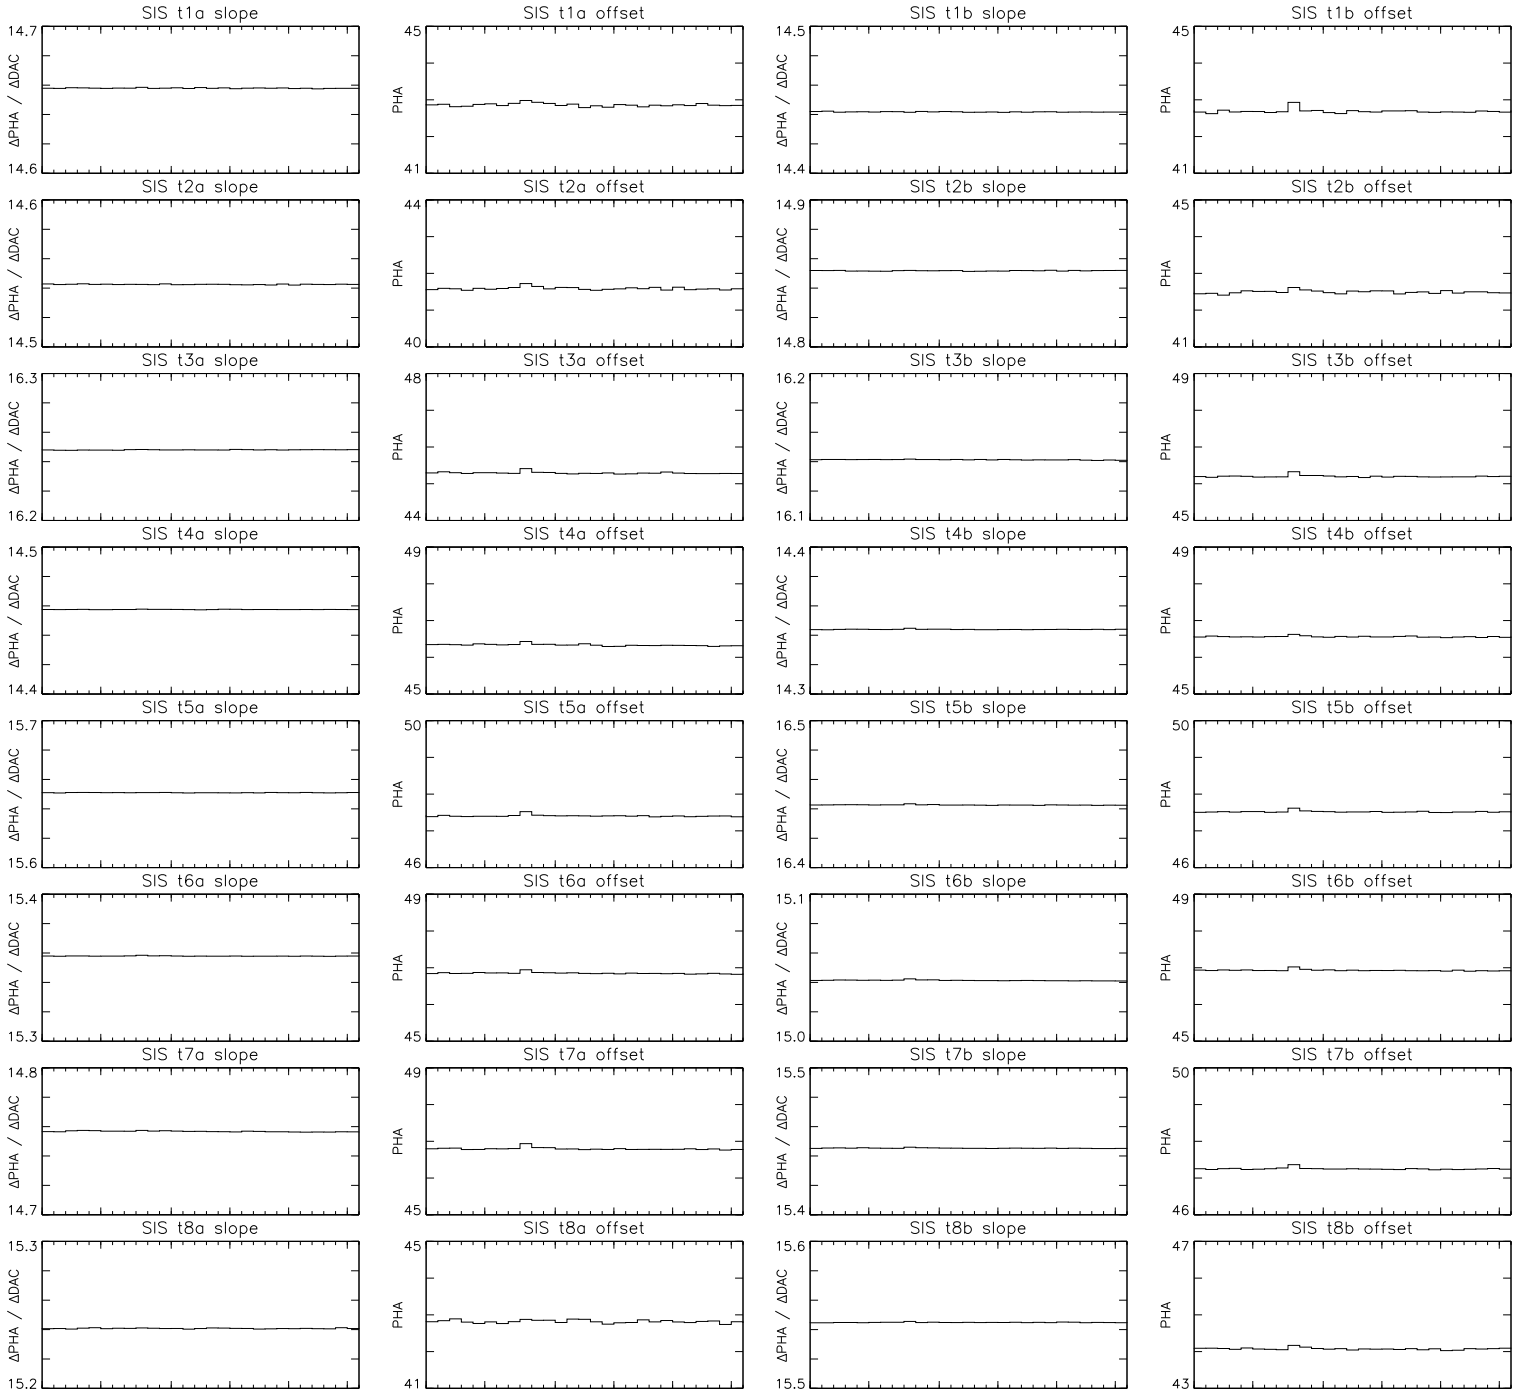 SIS t1a slope SIS t1a offset SIS t1b slope SIS t1b offset
14.7 45 14.5 45
ΔPHA / ΔDAC PHA ΔPHA / ΔDAC PHA
14.6 41 14.4 41
SIS t2a slope SIS t2a offset SIS t2b slope SIS t2b offset
14.6 44 14.9 45
ΔPHA / ΔDAC PHA ΔPHA / ΔDAC PHA
14.5 40 14.8 41
SIS t3a slope SIS t3a offset SIS t3b slope SIS t3b offset
16.3 48 16.2 49
ΔPHA / ΔDAC PHA ΔPHA / ΔDAC PHA
16.2 44 16.1 45
SIS t4a slope SIS t4a offset SIS t4b slope SIS t4b offset
14.5 49 14.4 49
ΔPHA / ΔDAC PHA ΔPHA / ΔDAC PHA
14.4 45 14.3 45
SIS t5a slope SIS t5a offset SIS t5b slope SIS t5b offset
15.7 50 16.5 50
ΔPHA / ΔDAC PHA ΔPHA / ΔDAC PHA
15.6 46 16.4 46
SIS t6a slope SIS t6a offset SIS t6b slope SIS t6b offset
15.4 49 15.1 49
ΔPHA / ΔDAC PHA ΔPHA / ΔDAC PHA
15.3 45 15.0 45
SIS t7a slope SIS t7a offset SIS t7b slope SIS t7b offset
14.8 49 15.5 50
ΔPHA / ΔDAC PHA ΔPHA / ΔDAC PHA
14.7 45 15.4 46
SIS t8a slope SIS t8a offset SIS t8b slope SIS t8b offset
15.3 45 15.6 47
ΔPHA / ΔDAC PHA ΔPHA / ΔDAC PHA
15.2 41 15.5 43